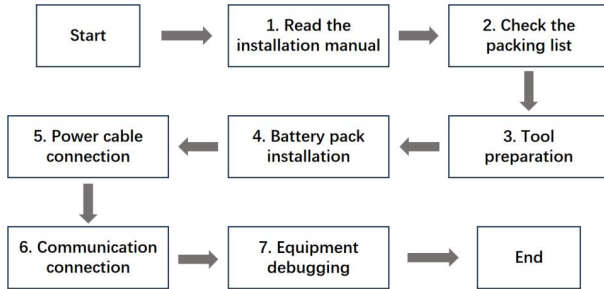 Start
1. Read the
installation manual
2. Check the
packing list
3. Tool
preparation
4. Battery pack
installation
5. Power cable
connection
6. Communication
connection
7. Equipment
debugging
End